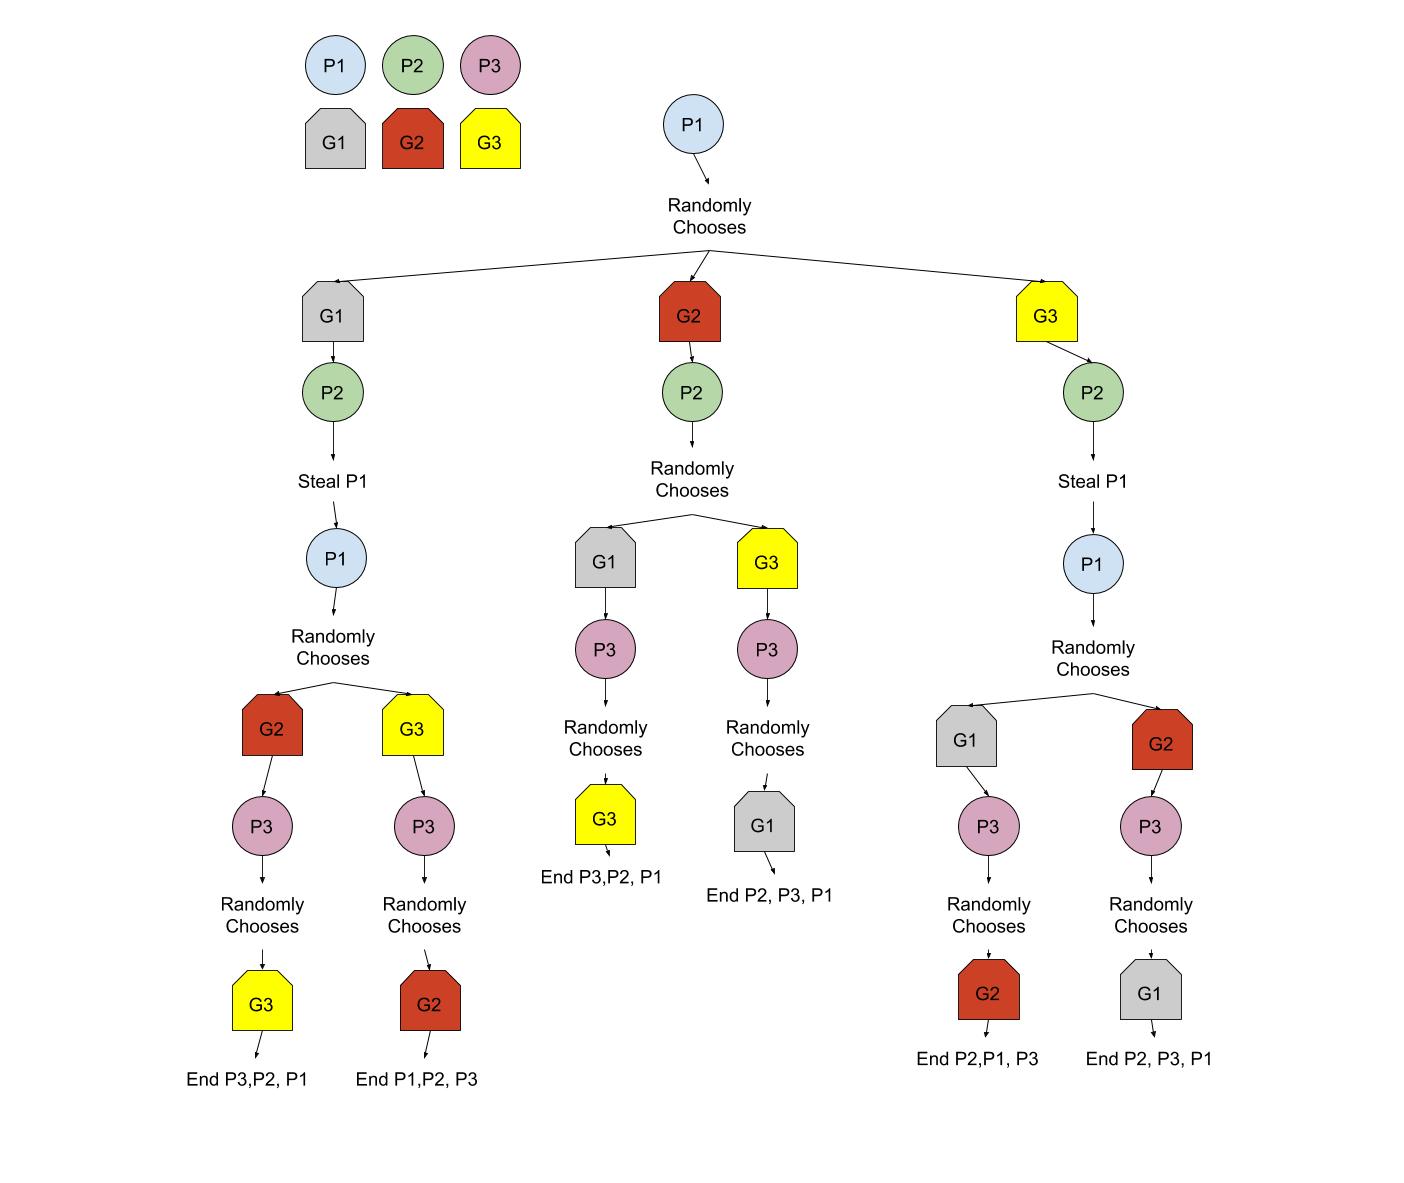 P1 P2 P3
G1 G2 G3
P1
Randomly
Chooses
G1 G2 G3
P2 P2 P2
Steal P1
Randomly
Chooses
Steal P1
P1
G1 G3
P1
Randomly
Chooses
P3 P3
Randomly
Chooses
G2 G3
Randomly
Chooses
Randomly
Chooses
G1 G2
P3 P3
G3 G1
P3 P3
End P3,P2, P1
End P2, P3, P1
Randomly
Chooses
Randomly
Chooses
Randomly
Chooses
Randomly
Chooses
G3 G2
G2 G1
End P3,P2, P1
End P1,P2, P3
End P2,P1, P3
End P2, P3, P1